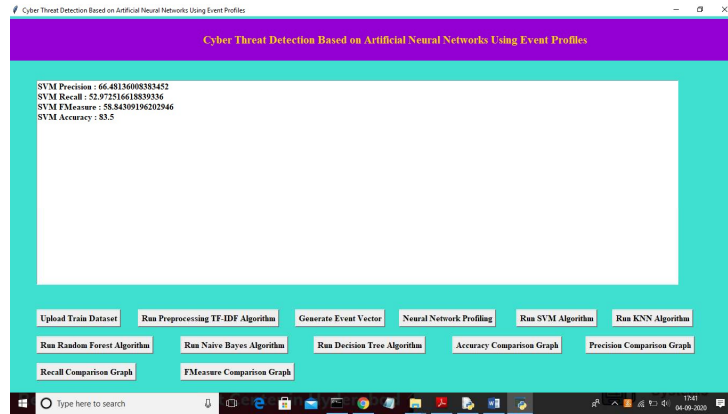 Cyber Threat Detection Based on Artificial Neural Networks Using Event Profiles
Cyber Threat Detection Based on Artificial Neural Networks Using Event Profiles
SVM Precision : 66.48136008383452
SVM Recall : 52.972516618839336
SVM FMeasure : 58.84309196202946
SVM Accuracy : 83.5
Upload Train Dataset Run Preprocessing TF-IDF Algorithm Generate Event Vector Neural Network Profiling Run SVM Algorithm Run KNN Algorithm
Run Random Forest Algorithm Run Naive Bayes Algorithm Run Decision Tree Algorithm Accuracy Comparison Graph Precision Comparison Graph
Recall Comparison Graph FMeasure Comparison Graph
Type here to search 17:41
04-09-2020